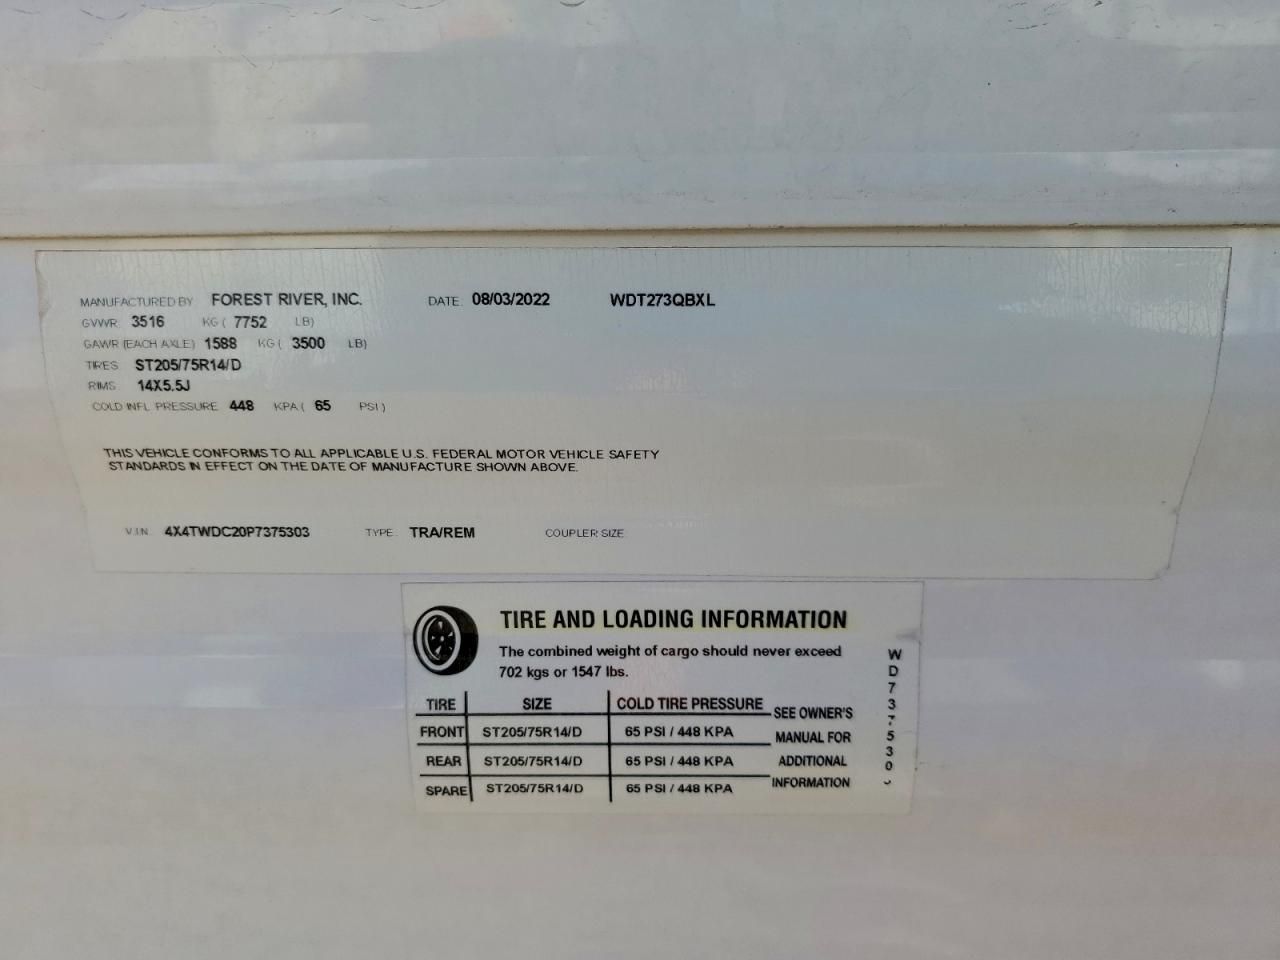 MANUFACTURED BY FOREST RIVER, INC. DATE 08/03/2022 WDT273QBXL
GVWR 3516 KG ( 7752 LB)
GAWR (EACH AXLE) 1588 KG ( 3500 LB)
TIRES ST205/75R14/D
RIMS 14X5.5J
COLD INFL PRESSURE 448 KPA ( 65 PSI )
THIS VEHICLE CONFORMS TO ALL APPLICABLE U.S. FEDERAL MOTOR VEHICLE SAFETY
STANDARDS IN EFFECT ON THE DATE OF MANUFACTURE SHOWN ABOVE.
V.I.N. 4X4TWDC20P7375303 TYPE TRA/REM COUPLER SIZE
TIRE AND LOADING INFORMATION
The combined weight of cargo should never exceed
702 kgs or 1547 lbs.
TIRE SIZE COLD TIRE PRESSURE SEE OWNER'S
FRONT ST205/75R14/D 65 PSI / 448 KPA MANUAL FOR
REAR ST205/75R14/D 65 PSI / 448 KPA ADDITIONAL
SPARE ST205/75R14/D 65 PSI / 448 KPA INFORMATION